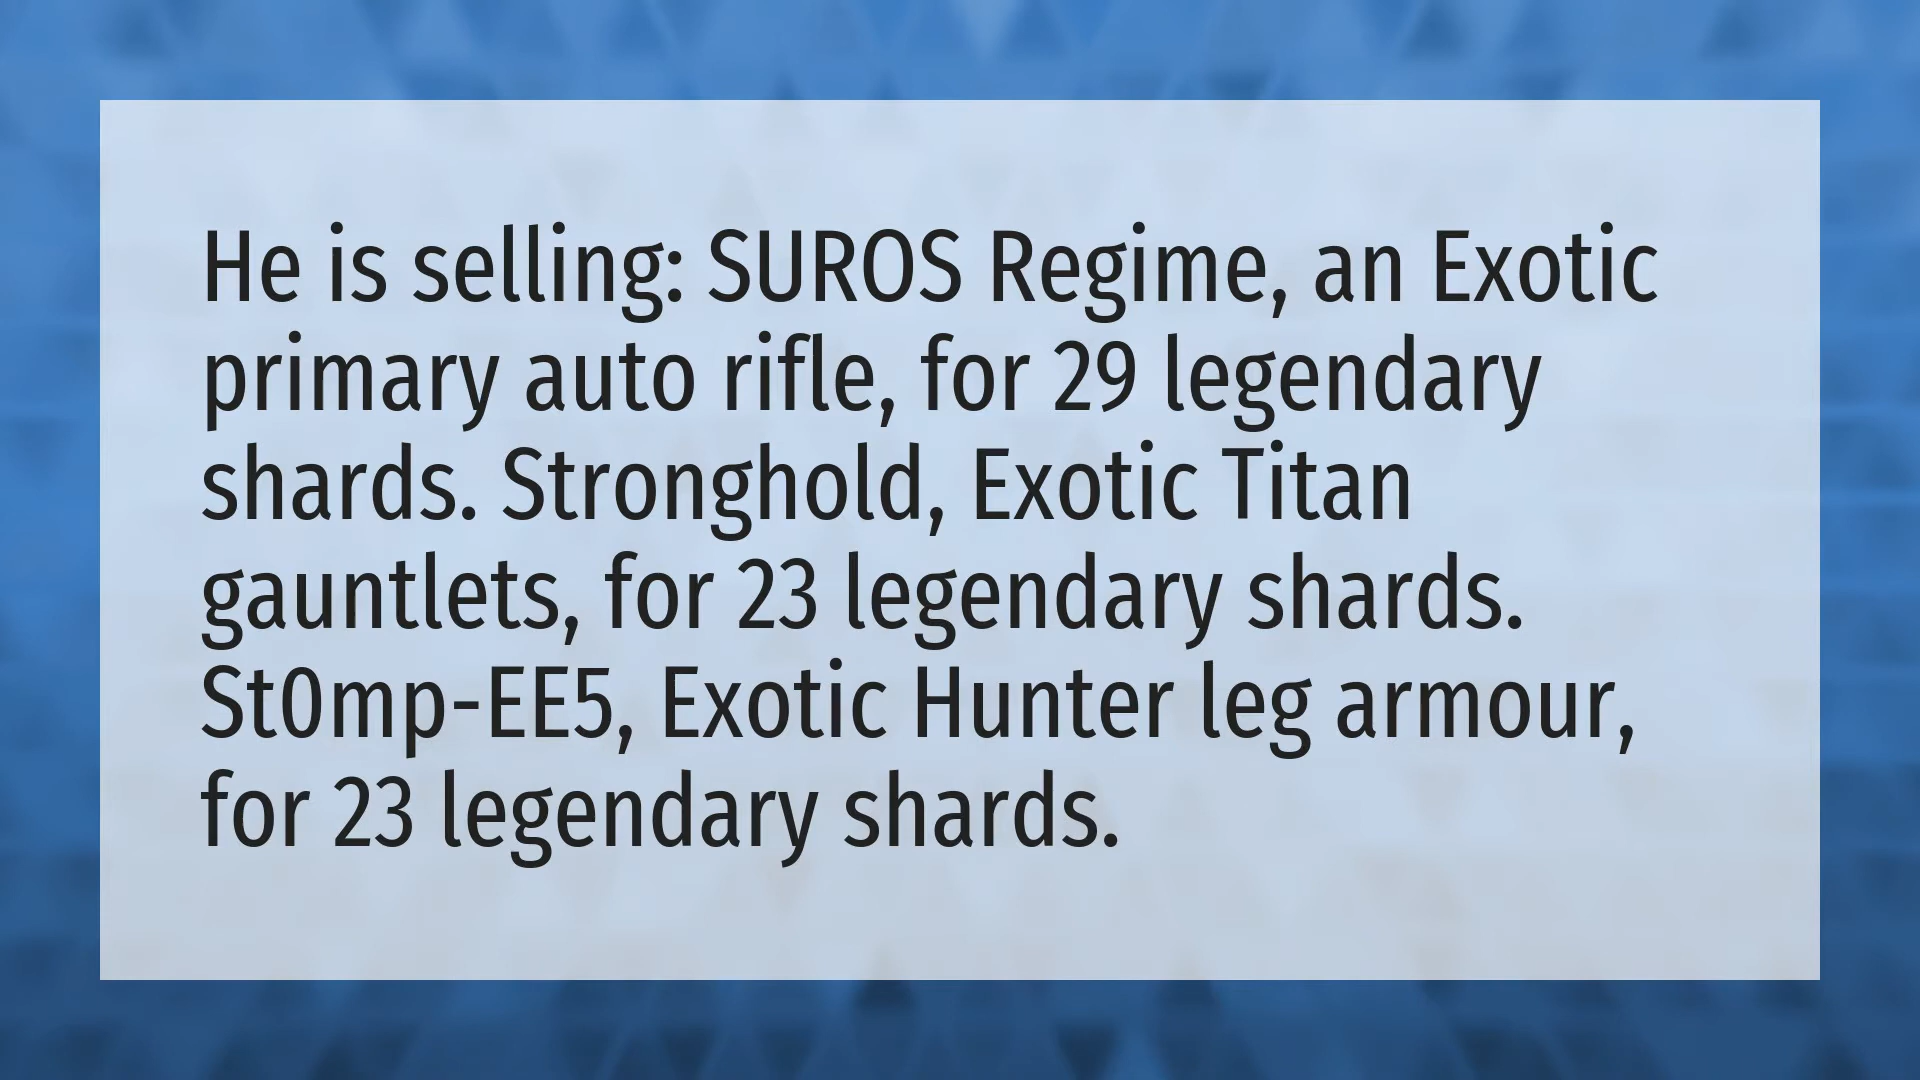 He is selling: SUROS Regime, an Exotic
primary auto rifle, for 29 legendary
shards. Stronghold, Exotic Titan
gauntlets, for 23 legendary shards.
St0mp-EE5, Exotic Hunter leg armour,
for 23 legendary shards.